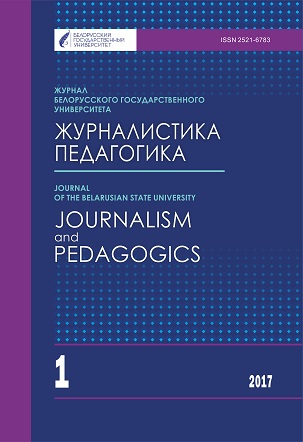 БЕЛОРУССКИЙ
ГОСУДАРСТВЕННЫЙ
УНИВЕРСИТЕТ
ISSN 2521-6783
ЖУРНАЛ
БЕЛОРУССКОГО ГОСУДАРСТВЕННОГО
УНИВЕРСИТЕТА
ЖУРНАЛИСТИКА
ПЕДАГОГИКА
JOURNAL
OF THE BELARUSIAN STATE UNIVERSITY
JOURNALISM
and
PEDAGOGICS
1
2017